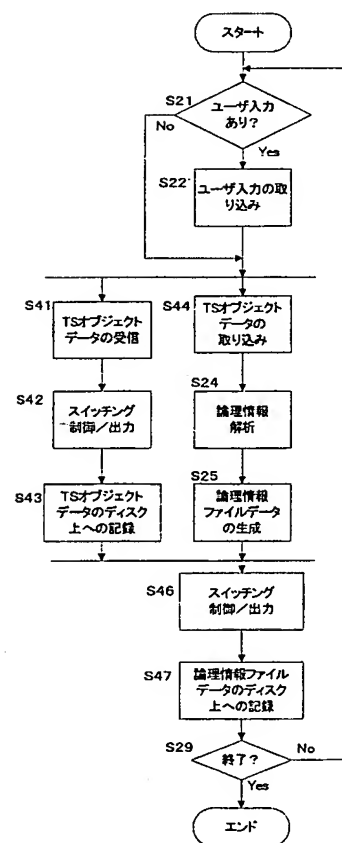 スタート
S21
ユーザ入力
あり?
No
Yes
S22
ユーザ入力の取
り込み
S41
TSオブジェクト
データの受信
S44
TSオブジェクト
データの
取り込み
S42
スイッチング
制御/出力
S24
論理情報
解析
S43
TSオブジェクト
データのディスク
上への記録
S25
論理情報
ファイルデータ
の生成
S46
スイッチング
制御/出力
S47
論理情報ファイル
データのディスク
上への記録
S29
終了?
No
Yes
エンド